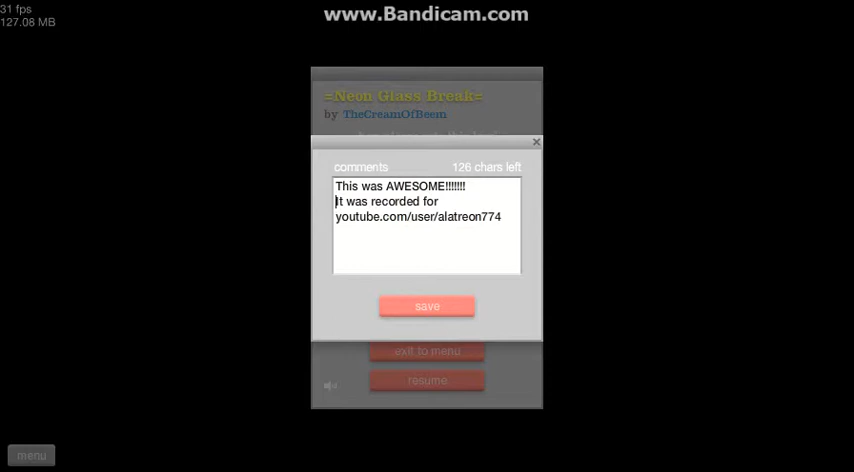 31 fps
127.08 MB
www.Bandicam.com
=Neon Glass Break=
by TheCreamOfBeem
comments 126 chars left
This was AWESOME!!!!!!!
It was recorded for
youtube.com/user/alatreon774
save
exit to menu
resume
menu